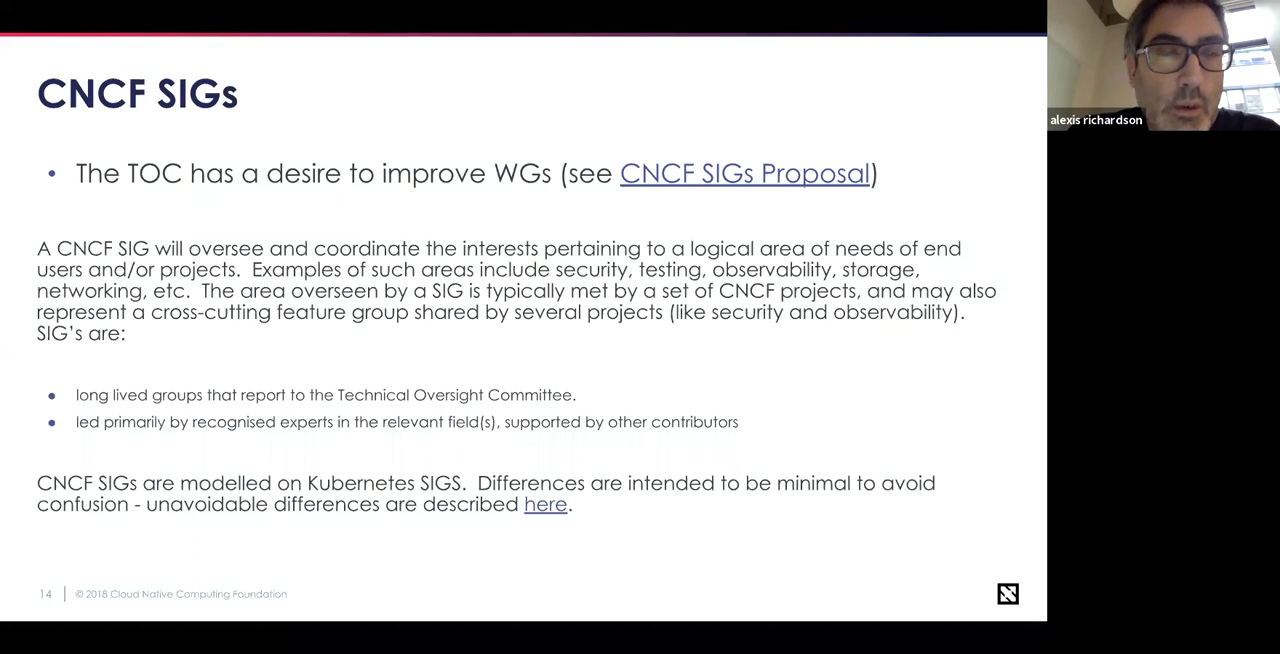 CNCF SIGs
• The TOC has a desire to improve WGs (see CNCF SIGs Proposal)
A CNCF SIG will oversee and coordinate the interests pertaining to a logical area of needs of end
users and/or projects.  Examples of such areas include security, testing, observability, storage,
networking, etc.  The area overseen by a SIG is typically met by a set of CNCF projects, and may also
represent a cross-cutting feature group shared by several projects (like security and observability).
SIG's are:
● long lived groups that report to the Technical Oversight Committee.
● led primarily by recognised experts in the relevant field(s), supported by other contributors
CNCF SIGs are modelled on Kubernetes SIGS.  Differences are intended to be minimal to avoid
confusion - unavoidable differences are described here.
14 | © 2018 Cloud Native Computing Foundation
alexis richardson